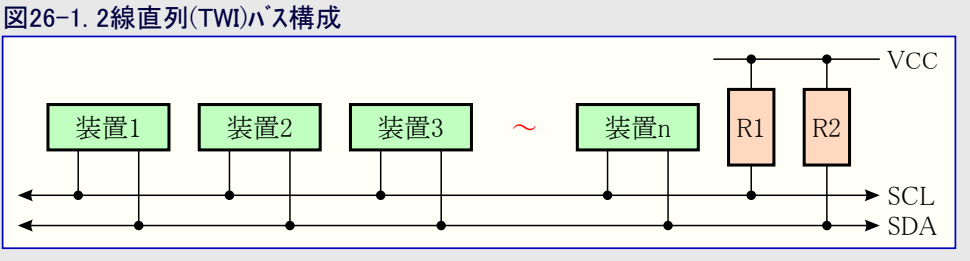 図26-1. 2線直列(TWI)ﾊﾞｽ構成
VCC
装置1 装置2 装置3 ～ 装置n R1 R2
SCL
SDA